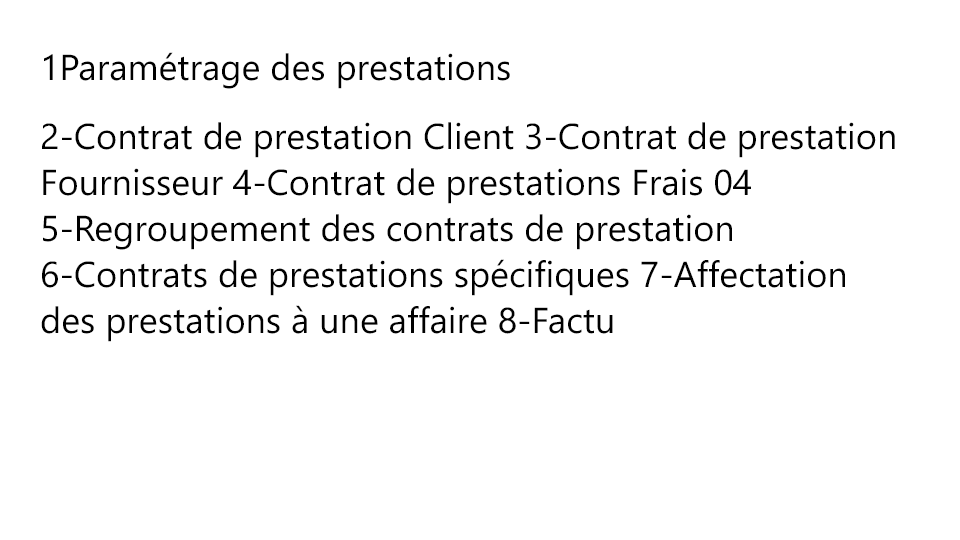 1Paramétrage des prestations
2-Contrat de prestation Client 3-Contrat de prestation
Fournisseur 4-Contrat de prestations Frais 04
5-Regroupement des contrats de prestation
6-Contrats de prestations spécifiques 7-Affectation
des prestations à une affaire 8-Factu